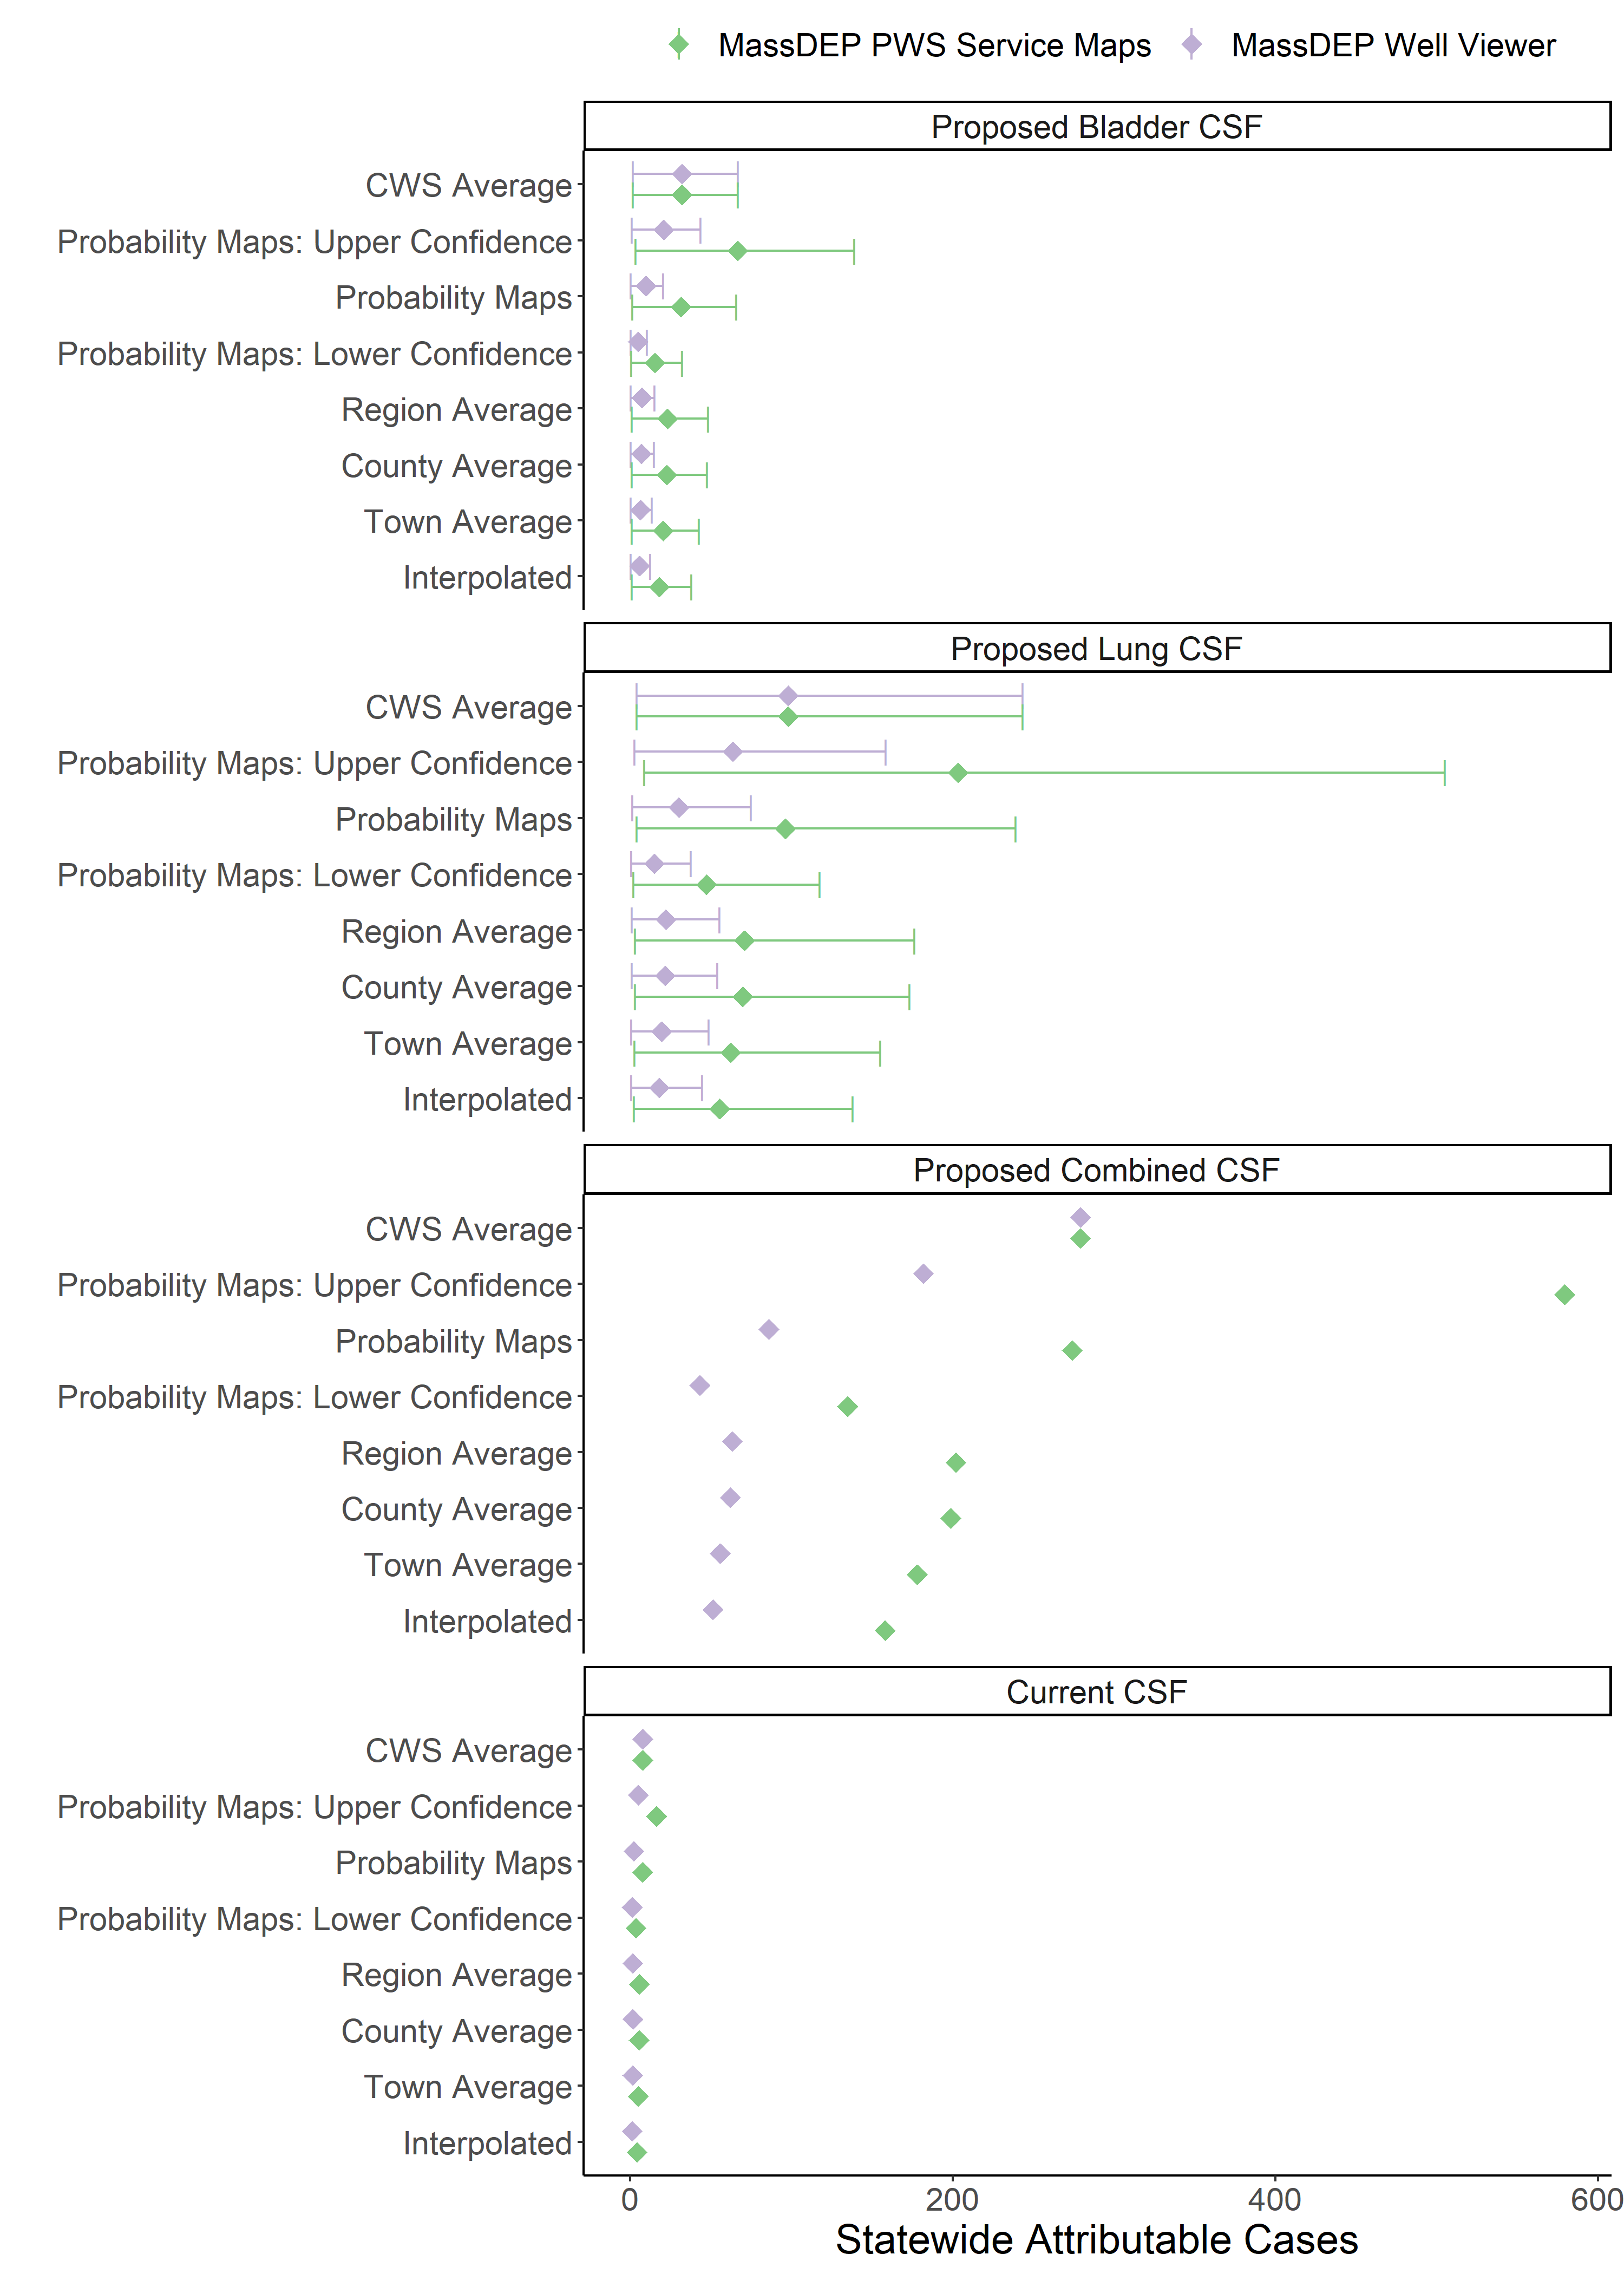 MassDEP PWS Service Maps MassDEP Well Viewer
Proposed Bladder CSF
CWS Average
Probability Maps: Upper Confidence
Probability Maps
Probability Maps: Lower Confidence
Region Average
County Average
Town Average
Interpolated
Proposed Lung CSF
CWS Average
Probability Maps: Upper Confidence
Probability Maps
Probability Maps: Lower Confidence
Region Average
County Average
Town Average
Interpolated
Proposed Combined CSF
CWS Average
Probability Maps: Upper Confidence
Probability Maps
Probability Maps: Lower Confidence
Region Average
County Average
Town Average
Interpolated
Current CSF
CWS Average
Probability Maps: Upper Confidence
Probability Maps
Probability Maps: Lower Confidence
Region Average
County Average
Town Average
Interpolated
0 200 400 600
Statewide Attributable Cases